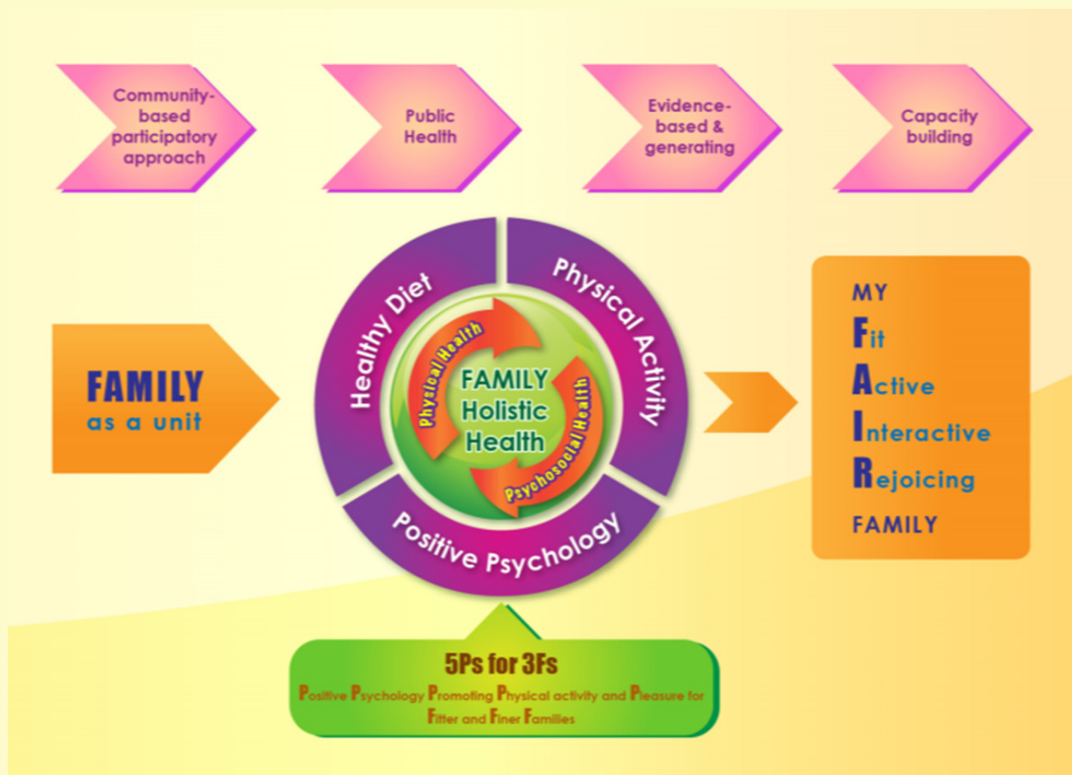 Community-
based
participatory
approach
Public
Health
Evidence-
based &
generating
Capacity
building
FAMILY
as a unit
Healthy Diet
Physical Activity
Positive Psychology
Physical Health
Psychosocial Health
FAMILY
Holistic
Health
MY
Fit
Active
Interactive
Rejoicing
FAMILY
5Ps for 3Fs
Positive Psychology Promoting Physical activity and Pleasure for
Fitter and Finer Families